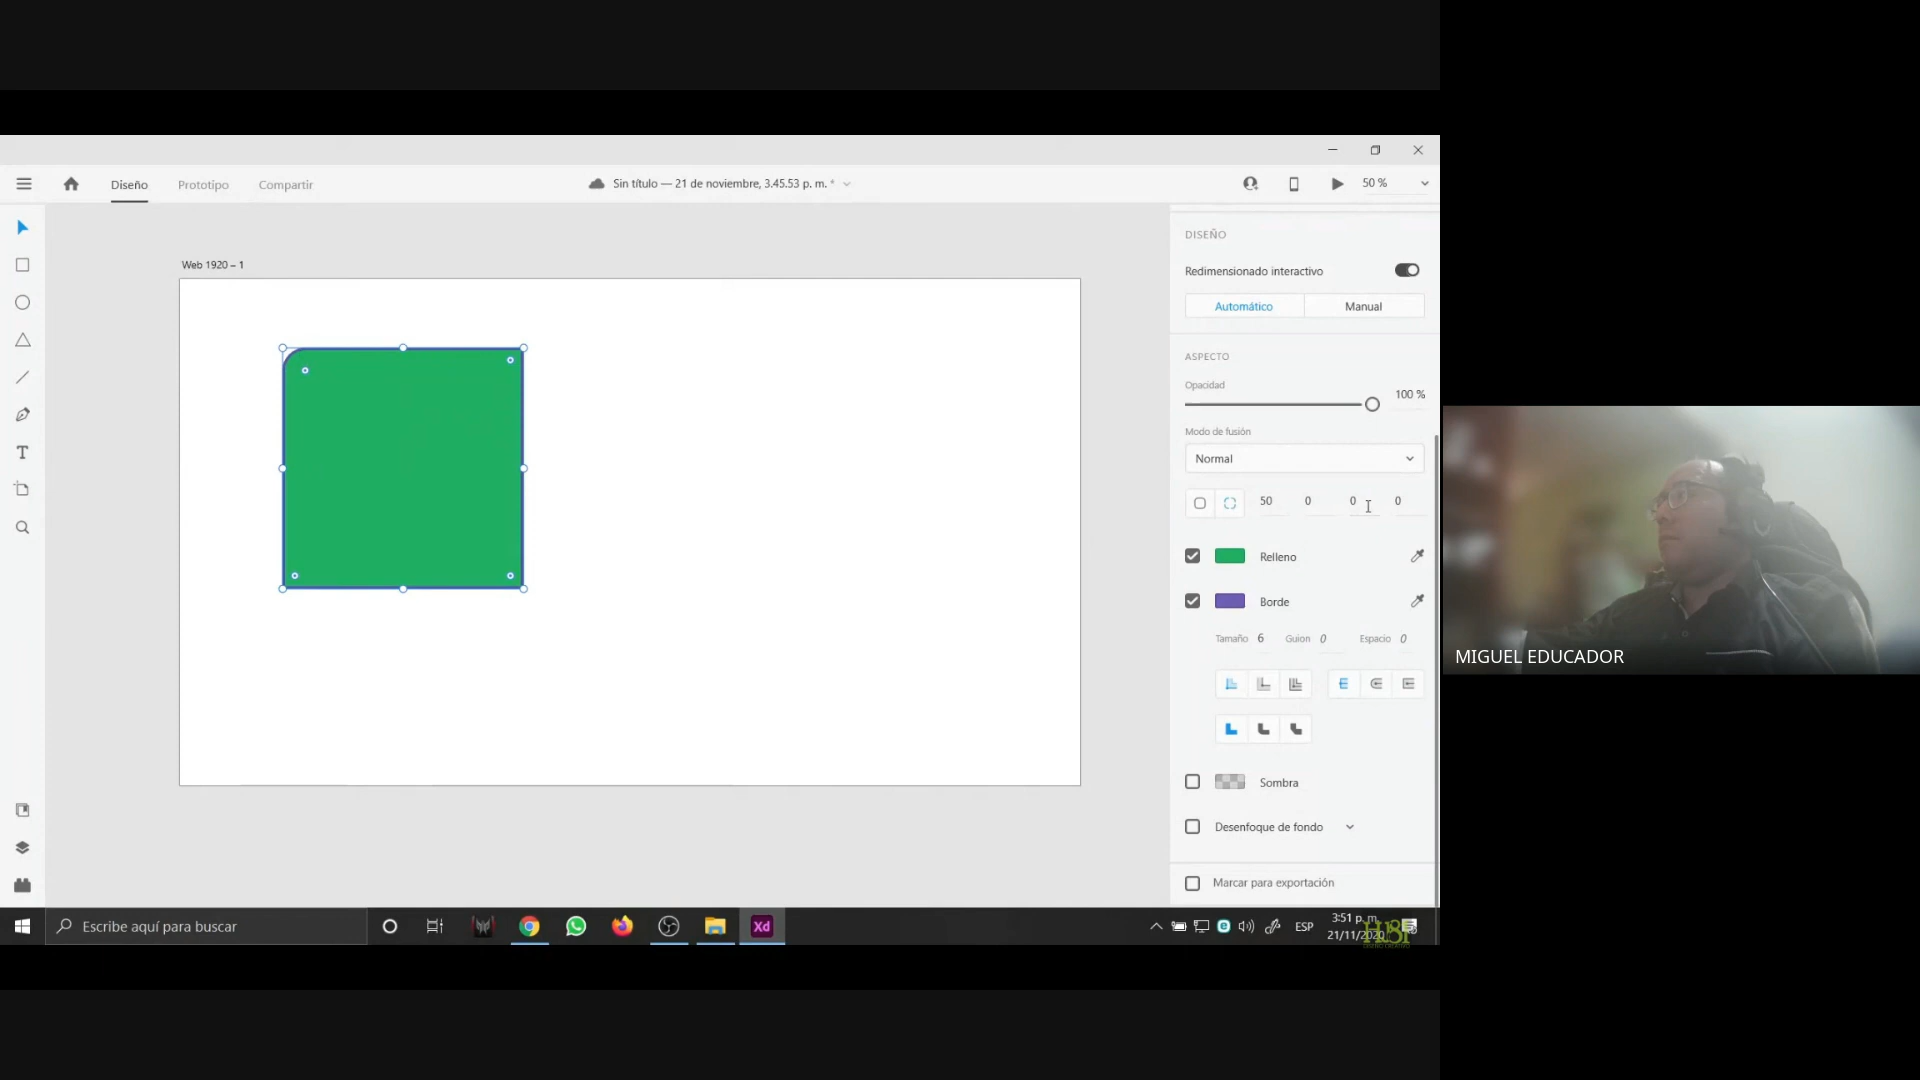 Diseño
Prototipo
Compartir
Sin título — 21 de noviembre, 3.45.53 p. m. *
50 %
Web 1920 – 1
DISEÑO
Redimensionado interactivo
Automático
Manual
ASPECTO
Opacidad
100 %
Modo de fusión
Normal
50 0 0 0
Relleno
Borde
Tamaño 6 Guion 0 Espacio 0
Sombra
Desenfoque de fondo
Marcar para exportación
MIGUEL EDUCADOR
Escribe aquí para buscar
Xd
ESP
3:51 p. m.
21/11/2020